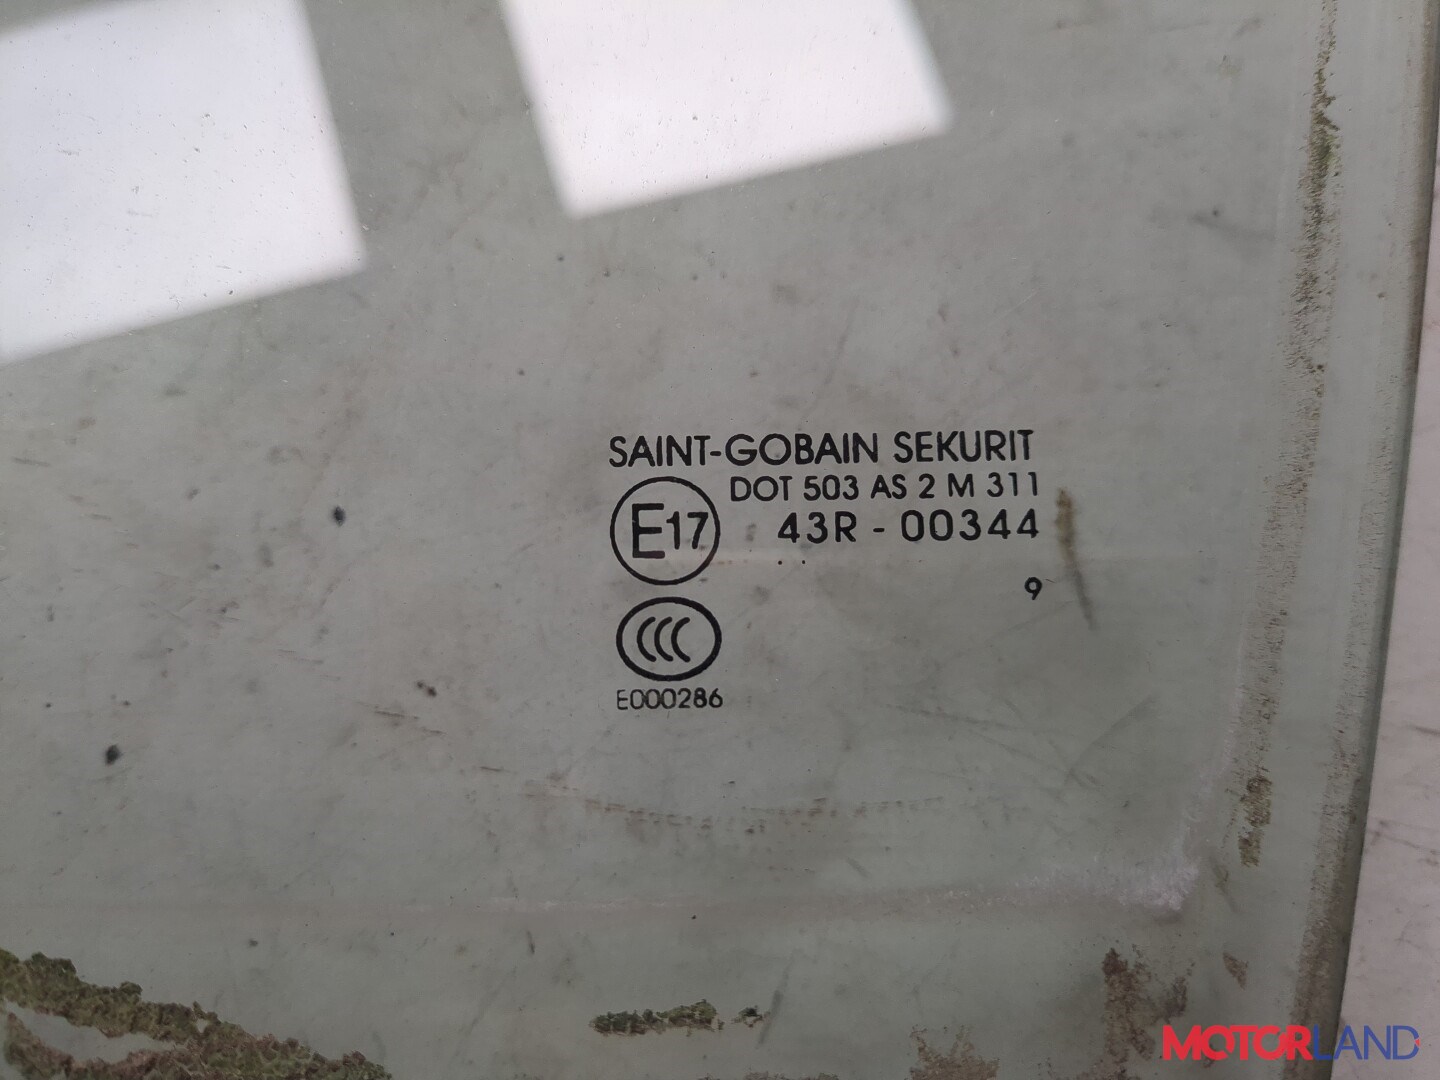 SAINT-GOBAIN SEKURIT
DOT 503 AS 2 M 311
E17
43R - 00344
9
CCC
E000286
MOTORLAND